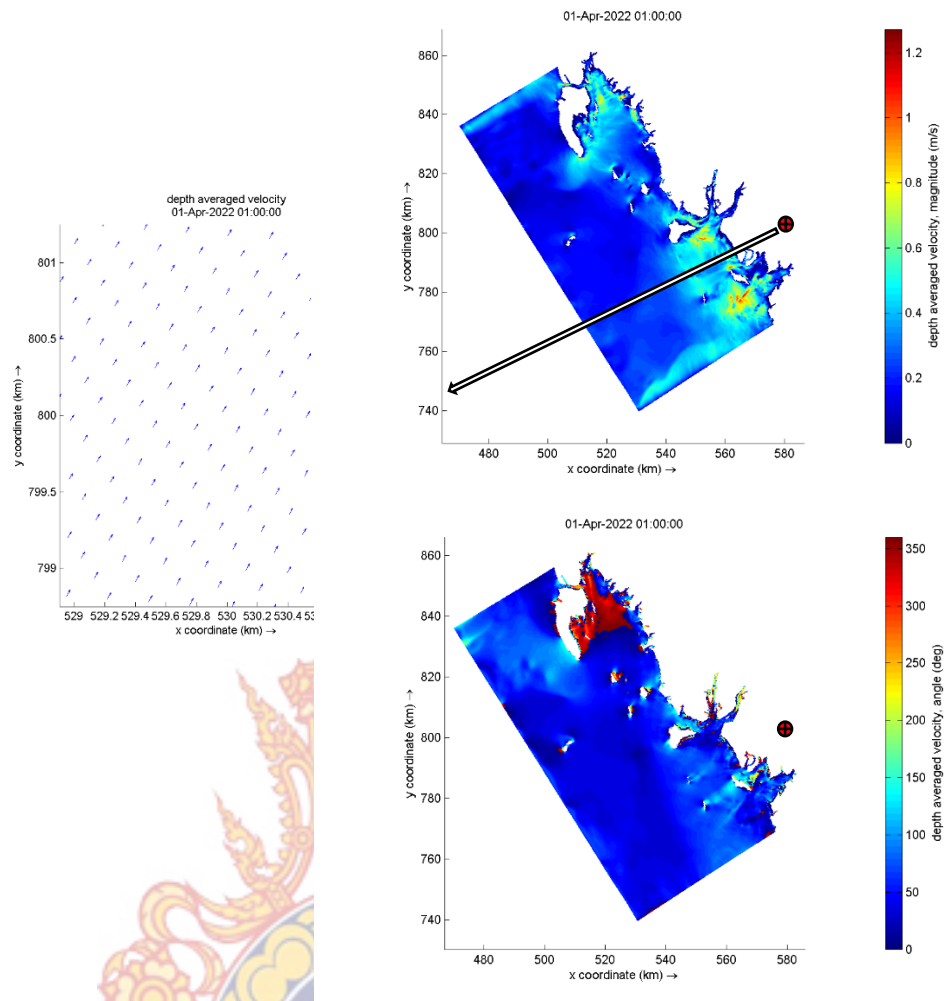 depth averaged velocity
01-Apr-2022 01:00:00
801
800.5
800
799.5
799
y coordinate (km) →
529 529.2 529.4 529.6 529.8 530 530.2 530.4 53
x coordinate (km) →
01-Apr-2022 01:00:00
860
840
820
800
780
760
740
y coordinate (km) →
480 500 520 540 560 580
x coordinate (km) →
1.2
1
0.8
0.6
0.4
0.2
0
depth averaged velocity, magnitude (m/s)
01-Apr-2022 01:00:00
860
840
820
800
780
760
740
y coordinate (km) →
480 500 520 540 560 580
x coordinate (km) →
350
300
250
200
150
100
50
0
depth averaged velocity, angle (deg)